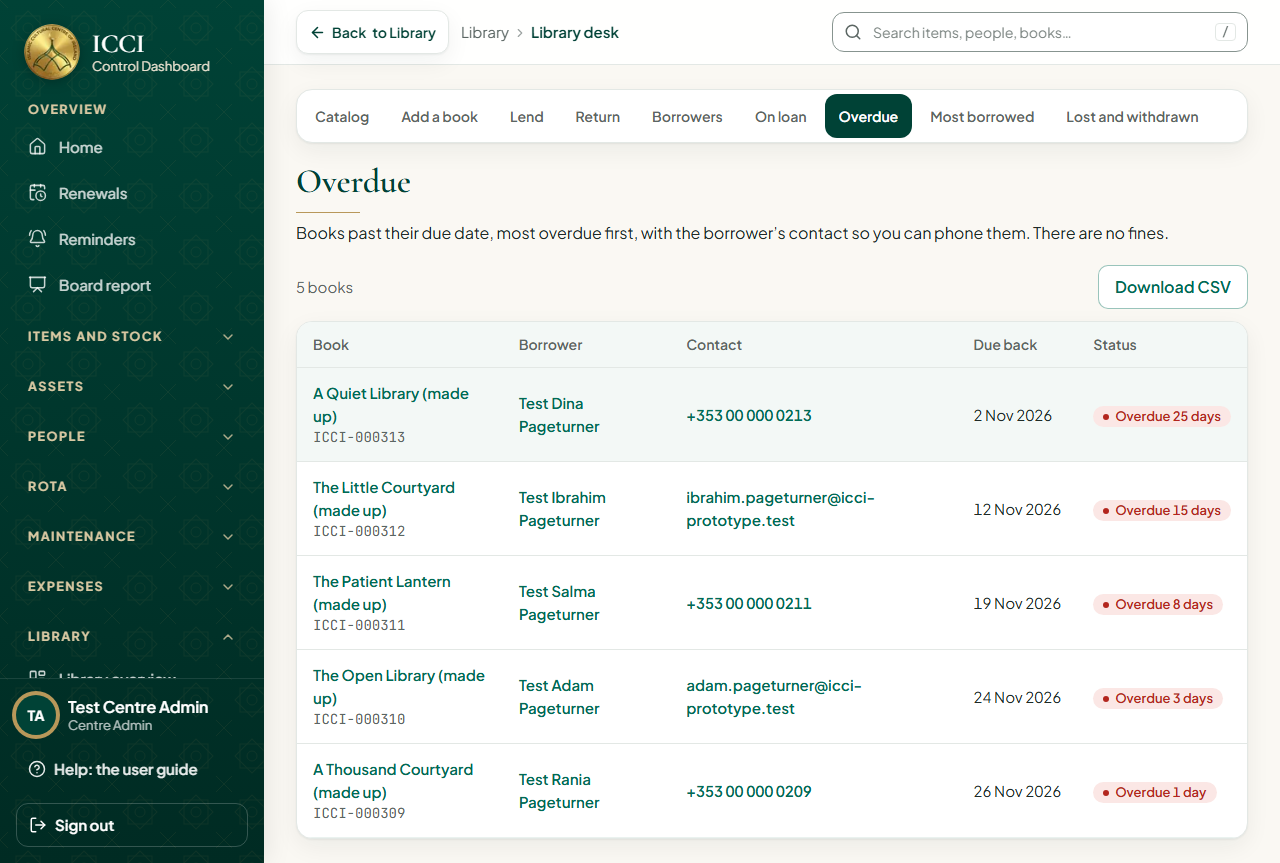 ICCI
Control Dashboard
OVERVIEW
Home
Renewals
Reminders
Board report
ITEMS AND STOCK
ASSETS
PEOPLE
ROTA
MAINTENANCE
EXPENSES
LIBRARY
Library overview
TA
Test Centre Admin
Centre Admin
Help: the user guide
Sign out
Back to Library
Library › Library desk
Search items, people, books…
/
Catalog
Add a book
Lend
Return
Borrowers
On loan
Overdue
Most borrowed
Lost and withdrawn
Overdue
Books past their due date, most overdue first, with the borrower’s contact so you can phone them. There are no fines.
5 books
Download CSV
Book
Borrower
Contact
Due back
Status
A Quiet Library (made
up)
ICCI-000313
Test Dina
Pageturner
+353 00 000 0213
2 Nov 2026
Overdue 25 days
The Little Courtyard
(made up)
ICCI-000312
Test Ibrahim
Pageturner
ibrahim.pageturner@icci-
prototype.test
12 Nov 2026
Overdue 15 days
The Patient Lantern
(made up)
ICCI-000311
Test Salma
Pageturner
+353 00 000 0211
19 Nov 2026
Overdue 8 days
The Open Library (made
up)
ICCI-000310
Test Adam
Pageturner
adam.pageturner@icci-
prototype.test
24 Nov 2026
Overdue 3 days
A Thousand Courtyard
(made up)
ICCI-000309
Test Rania
Pageturner
+353 00 000 0209
26 Nov 2026
Overdue 1 day